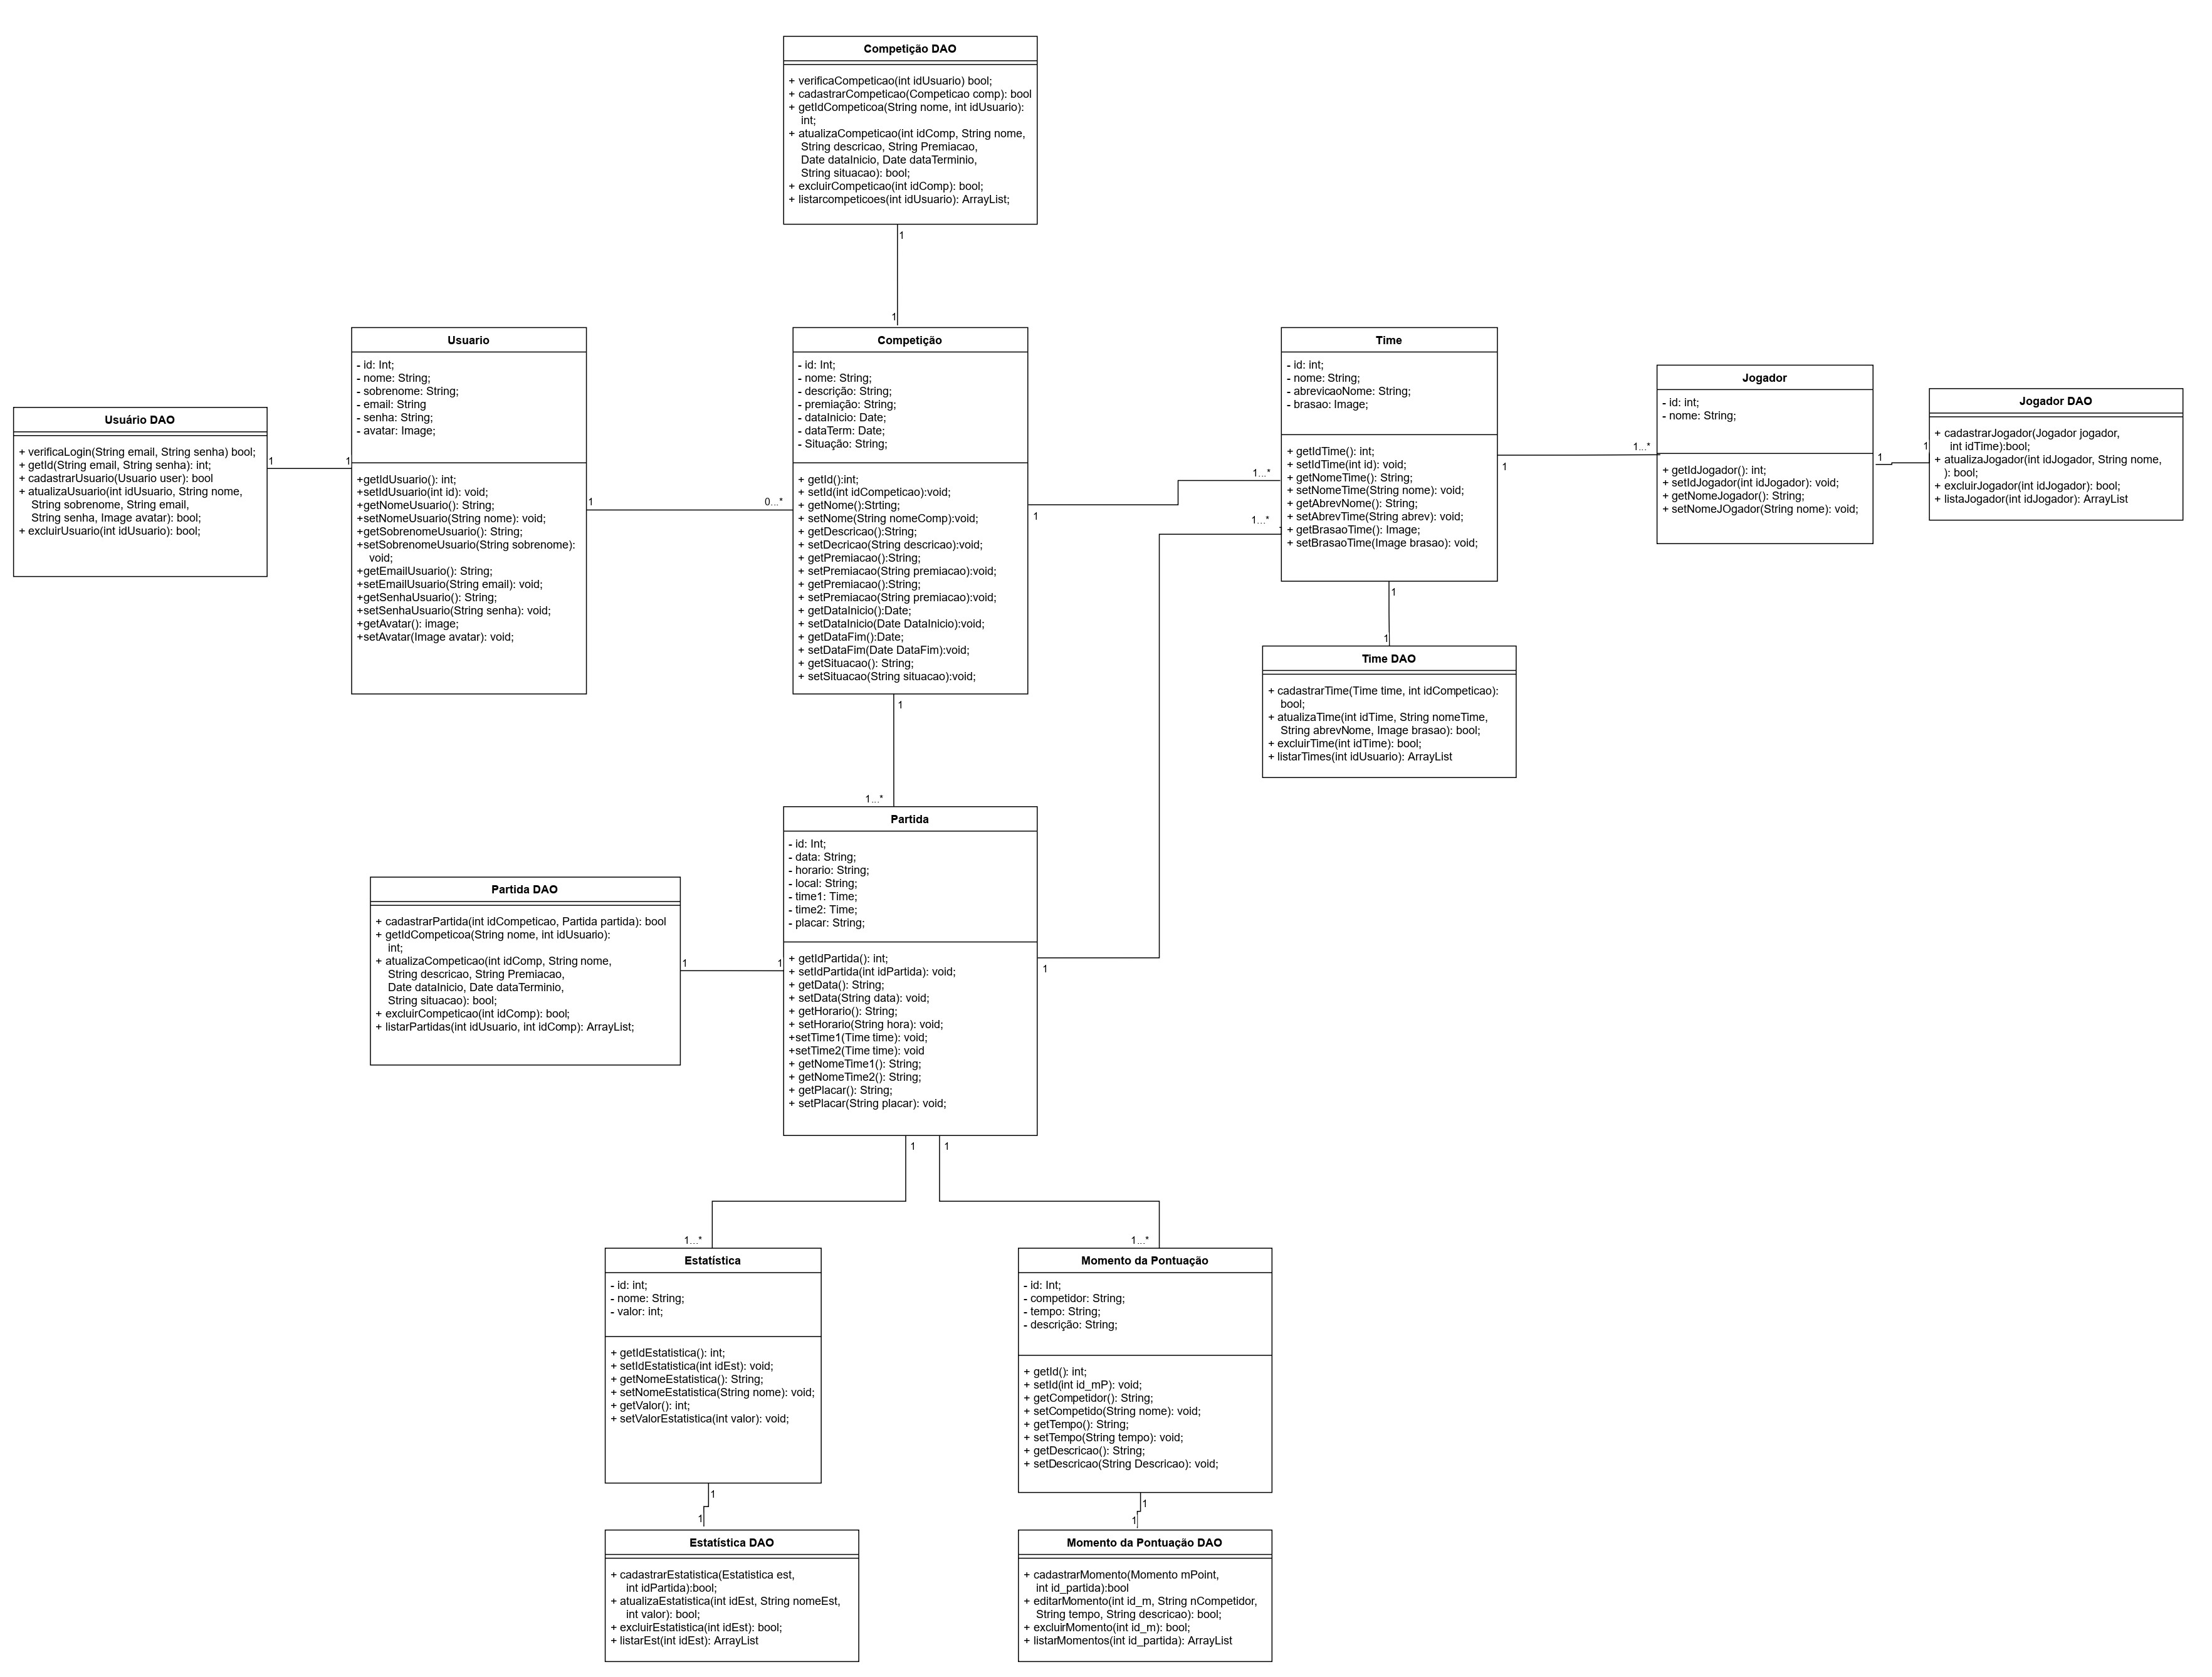 Competição DAO
+ verificaCompeticao(int idUsuario) bool;
+ cadastrarCompeticao(Competicao comp): bool
+ getIdCompeticoa(String nome, int idUsuario):
int;
+ atualizaCompeticao(int idComp, String nome,
String descricao, String Premiacao,
Date dataInicio, Date dataTerminio,
String situacao): bool;
+ excluirCompeticao(int idComp): bool;
+ listarcompeticoes(int idUsuario): ArrayList;
1
1
Usuário DAO
+ verificaLogin(String email, String senha) bool;
+ getId(String email, String senha): int;
+ cadastrarUsuario(Usuario user): bool
+ atualizaUsuario(int idUsuario, String nome,
String sobrenome, String email,
String senha, Image avatar): bool;
+ excluirUsuario(int idUsuario): bool;
1
1
Usuario
- id: Int;
- nome: String;
- sobrenome: String;
- email: String
- senha: String;
- avatar: Image;
+getIdUsuario(): int;
+setIdUsuario(int id): void;
+getNomeUsuario(): String;
+setNomeUsuario(String nome): void;
+getSobrenomeUsuario(): String;
+setSobrenomeUsuario(String sobrenome):
void;
+getEmailUsuario(): String;
+setEmailUsuario(String email): void;
+getSenhaUsuario(): String;
+setSenhaUsuario(String senha): void;
+getAvatar(): image;
+setAvatar(Image avatar): void;
1
0...*
Competição
- id: Int;
- nome: String;
- descrição: String;
- premiação: String;
- dataInicio: Date;
- dataTerm: Date;
- Situação: String;
+ getId():int;
+ setId(int idCompeticao):void;
+ getNome():Strting;
+ setNome(String nomeComp):void;
+ getDescricao():String;
+ setDecricao(String descricao):void;
+ getPremiacao():String;
+ setPremiacao(String premiacao):void;
+ getPremiacao():String;
+ setPremiacao(String premiacao):void;
+ getDataInicio():Date;
+ setDataInicio(Date DataInicio):void;
+ getDataFim():Date;
+ setDataFim(Date DataFim):void;
+ getSituacao(): String;
+ setSituacao(String situacao):void;
1
1...*
1...*
Time
- id: int;
- nome: String;
- abrevicaoNome: String;
- brasao: Image;
+ getIdTime(): int;
+ setIdTime(int id): void;
+ getNomeTime(): String;
+ setNomeTime(String nome): void;
+ getAbrevNome(): String;
+ setAbrevTime(String abrev): void;
+ getBrasaoTime(): Image;
+ setBrasaoTime(Image brasao): void;
1
1...*
Jogador
- id: int;
- nome: String;
+ getIdJogador(): int;
+ setIdJogador(int idJogador): void;
+ getNomeJogador(): String;
+ setNomeJOgador(String nome): void;
1
1
Jogador DAO
+ cadastrarJogador(Jogador jogador,
int idTime):bool;
+ atualizaJogador(int idJogador, String nome,
): bool;
+ excluirJogador(int idJogador): bool;
+ listaJogador(int idJogador): ArrayList
1
1
Time DAO
+ cadastrarTime(Time time, int idCompeticao):
bool;
+ atualizaTime(int idTime, String nomeTime,
String abrevNome, Image brasao): bool;
+ excluirTime(int idTime): bool;
+ listarTimes(int idUsuario): ArrayList
1
1...*
Partida
- id: Int;
- data: String;
- horario: String;
- local: String;
- time1: Time;
- time2: Time;
- placar: String;
+ getIdPartida(): int;
+ setIdPartida(int idPartida): void;
+ getData(): String;
+ setData(String data): void;
+ getHorario(): String;
+ setHorario(String hora): void;
+setTime1(Time time): void;
+setTime2(Time time): void
+ getNomeTime1(): String;
+ getNomeTime2(): String;
+ getPlacar(): String;
+ setPlacar(String placar): void;
1
Partida DAO
+ cadastrarPartida(int idCompeticao, Partida partida): bool
+ getIdCompeticoa(String nome, int idUsuario):
int;
+ atualizaCompeticao(int idComp, String nome,
String descricao, String Premiacao,
Date dataInicio, Date dataTerminio,
String situacao): bool;
+ excluirCompeticao(int idComp): bool;
+ listarPartidas(int idUsuario, int idComp): ArrayList;
1
1
1
1
1...*
1...*
Estatística
- id: int;
- nome: String;
- valor: int;
+ getIdEstatistica(): int;
+ setIdEstatistica(int idEst): void;
+ getNomeEstatistica(): String;
+ setNomeEstatistica(String nome): void;
+ getValor(): int;
+ setValorEstatistica(int valor): void;
1
1
Momento da Pontuação
- id: Int;
- competidor: String;
- tempo: String;
- descrição: String;
+ getId(): int;
+ setId(int id_mP): void;
+ getCompetidor(): String;
+ setCompetido(String nome): void;
+ getTempo(): String;
+ setTempo(String tempo): void;
+ getDescricao(): String;
+ setDescricao(String Descricao): void;
1
1
Estatística DAO
+ cadastrarEstatistica(Estatistica est,
int idPartida):bool;
+ atualizaEstatistica(int idEst, String nomeEst,
int valor): bool;
+ excluirEstatistica(int idEst): bool;
+ listarEst(int idEst): ArrayList
Momento da Pontuação DAO
+ cadastrarMomento(Momento mPoint,
int id_partida):bool
+ editarMomento(int id_m, String nCompetidor,
String tempo, String descricao): bool;
+ excluirMomento(int id_m): bool;
+ listarMomentos(int id_partida): ArrayList